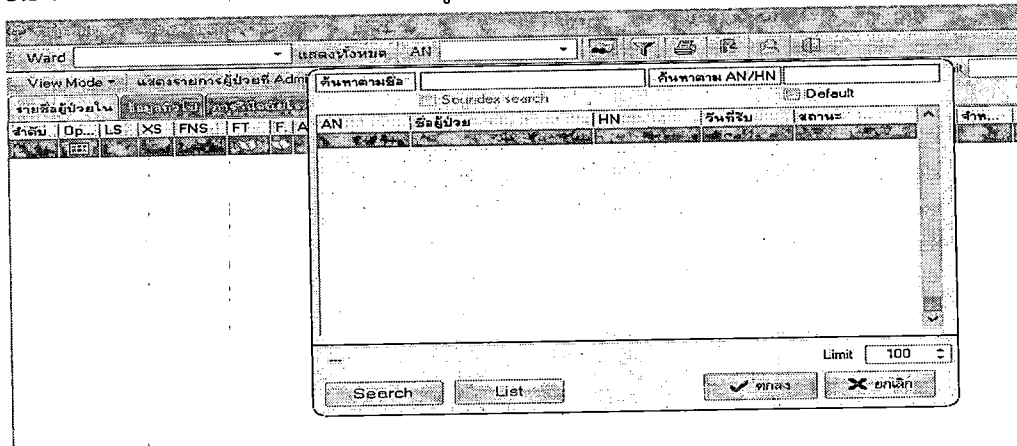 Ward แสดงทั้งหมด AN
View Mode แสดงรายการผู้ป่วยที่ Admi
ค้นหาตามชื่อ ค้นหาตาม AN/HN
Soundex search Default
รายชื่อผู้ป่วยใน
ลำดับ Op... LS XS FNS FT F. A
AN ชื่อผู้ป่วย HN วันที่รับ สถานะ
Limit 100
Search List ตกลง ยกเลิก